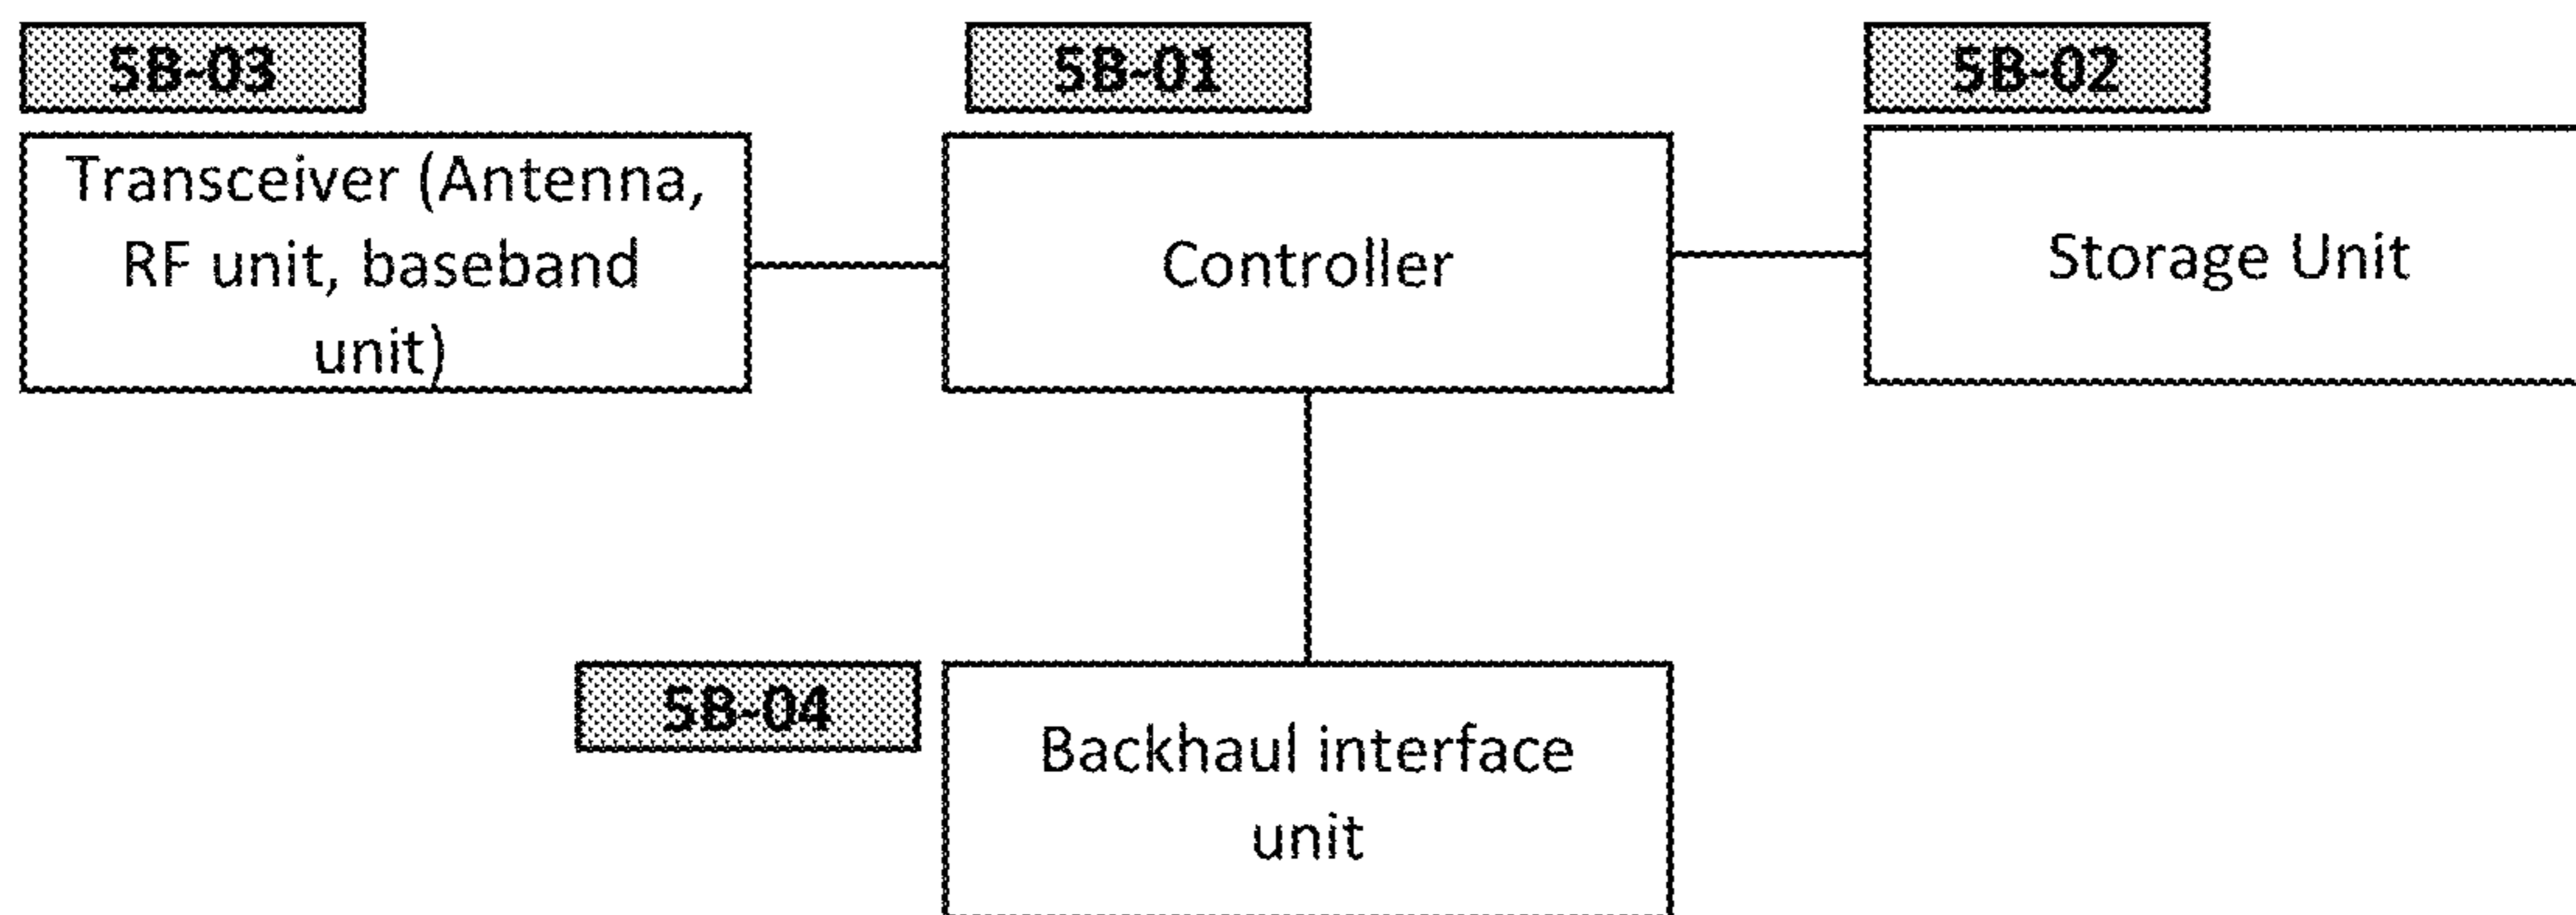 5B-03
5B-01
5B-02
Transceiver (Antenna,
RF unit, baseband
unit)
Controller
Storage Unit
5B-04
Backhaul interface
unit